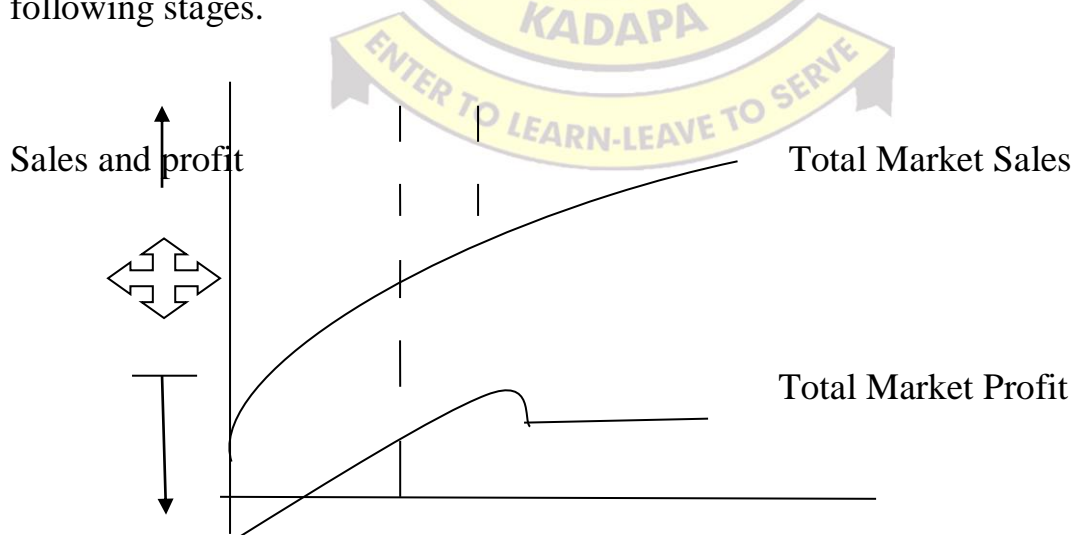 following stages.
KADAPA
ENTER TO LEARN-LEAVE TO SERVE
Sales and profit
Total Market Sales
Total Market Profit